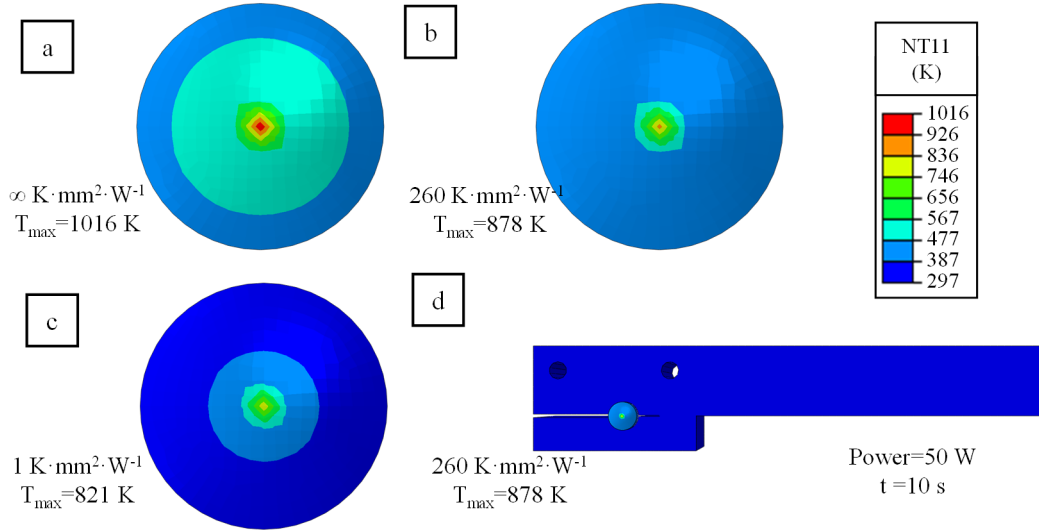 a
b
NT11
(K)
1016
926
836
746
656
567
477
387
297
∞ K·mm²·W⁻¹
Tmax=1016 K
260 K·mm²·W⁻¹
Tmax=878 K
c
d
1 K·mm²·W⁻¹
Tmax=821 K
260 K·mm²·W⁻¹
Tmax=878 K
Power=50 W
t =10 s